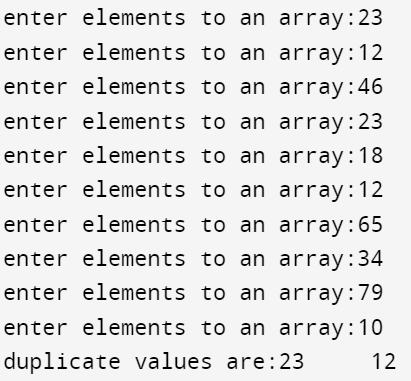 enter elements to an array:23
enter elements to an array:12
enter elements to an array:46
enter elements to an array:23
enter elements to an array:18
enter elements to an array:12
enter elements to an array:65
enter elements to an array:34
enter elements to an array:79
enter elements to an array:10
duplicate values are:23     12